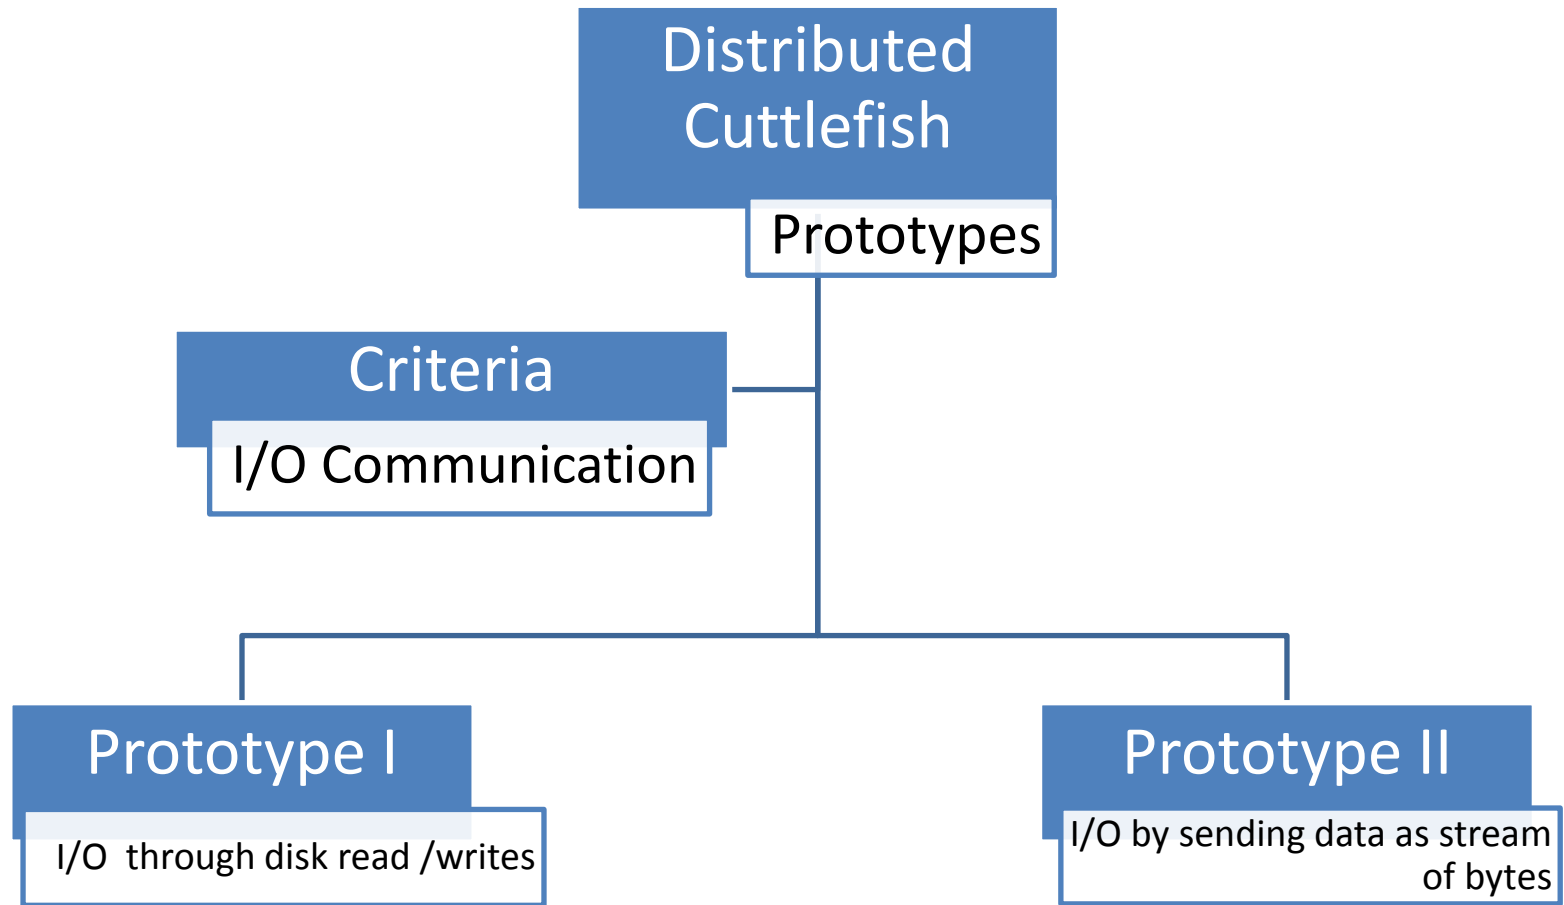 Distributed
Cuttlefish
Prototypes
Criteria
I/O Communication
Prototype I
I/O through disk read /writes
Prototype II
I/O by sending data as stream
of bytes